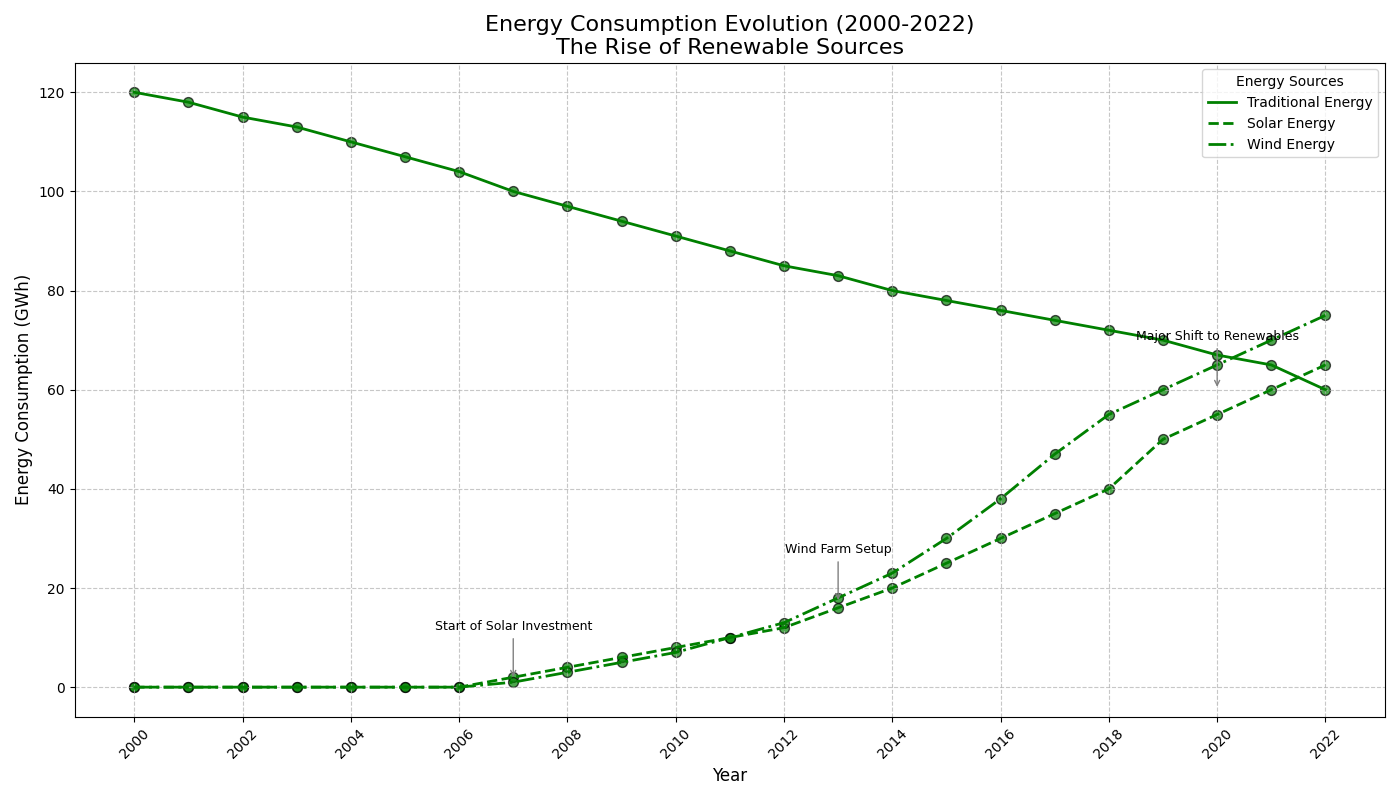 Energy Consumption Evolution (2000-2022)
The Rise of Renewable Sources
Energy Sources
Traditional Energy
Solar Energy
Wind Energy
Energy Consumption (GWh)
120
100
80
60
40
20
0
Major Shift to Renewables
Wind Farm Setup
Start of Solar Investment
2000
2002
2004
2006
2008
2010
2012
2014
2016
2018
2020
2022
Year